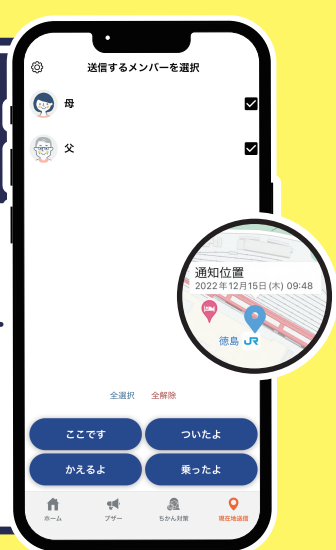 送信するメンバーを選択
母
父
通知位置
2022年12月15日(木) 09:48
徳島 JR
全選択 全解除
ここです ついたよ
かえるよ 乗ったよ
ホーム ブザー ちかん対策 現在地送信